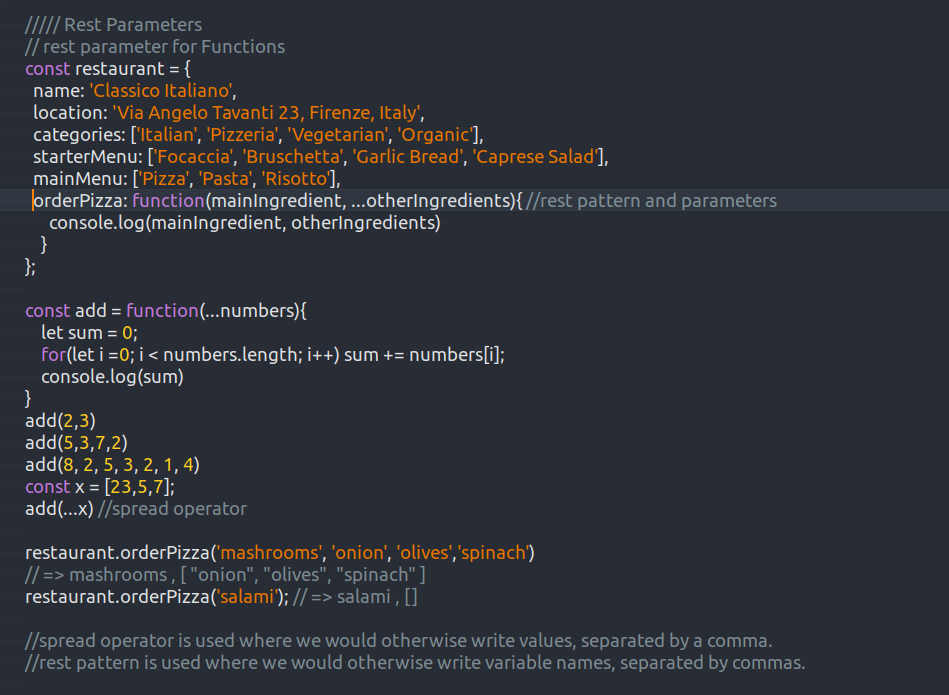 ///// Rest Parameters
// rest parameter for Functions
const restaurant = {
name: 'Classico Italiano',
location: 'Via Angelo Tavanti 23, Firenze, Italy',
categories: ['Italian', 'Pizzeria', 'Vegetarian', 'Organic'],
starterMenu: ['Focaccia', 'Bruschetta', 'Garlic Bread', 'Caprese Salad'],
mainMenu: ['Pizza', 'Pasta', 'Risotto'],
orderPizza: function(mainIngredient, ...otherIngredients){ //rest pattern and parameters
console.log(mainIngredient, otherIngredients)
}
};
const add = function(...numbers){
let sum = 0;
for(let i =0; i < numbers.length; i++) sum += numbers[i];
console.log(sum)
}
add(2,3)
add(5,3,7,2)
add(8, 2, 5, 3, 2, 1, 4)
const x = [23,5,7];
add(...x) //spread operator
restaurant.orderPizza('mashrooms', 'onion', 'olives','spinach')
// => mashrooms , [ "onion", "olives", "spinach" ]
restaurant.orderPizza('salami'); // => salami , []
//spread operator is used where we would otherwise write values, separated by a comma.
//rest pattern is used where we would otherwise write variable names, separated by commas.